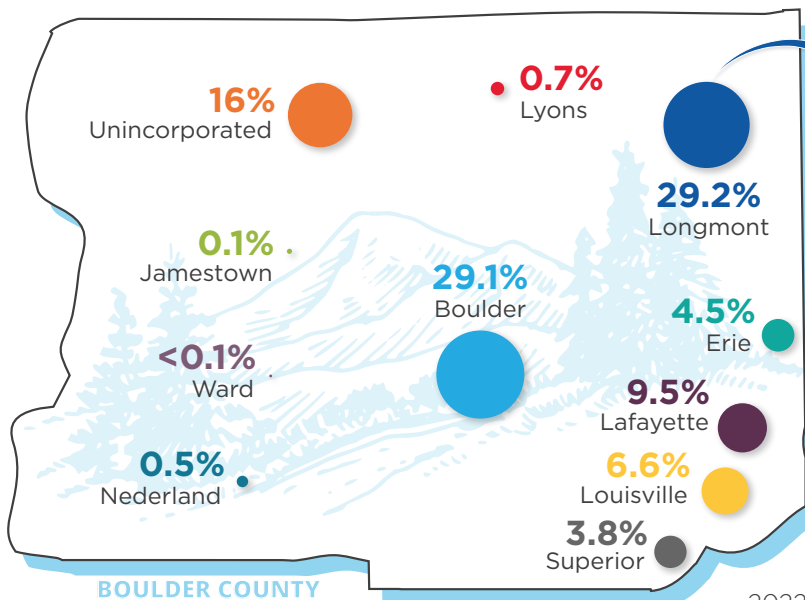 0.7%
Lyons
16%
Unincorporated
29.2%
Longmont
0.1%
Jamestown
29.1%
Boulder
4.5%
Erie
<0.1%
Ward
9.5%
Lafayette
0.5%
Nederland
6.6%
Louisville
3.8%
Superior
BOULDER COUNTY